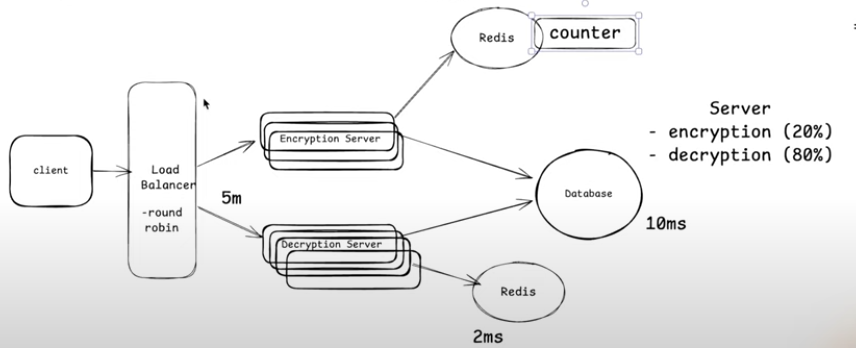 Redis
counter
Server
- encryption (20%)
- decryption (80%)
Encryption Server
client
Load
Balancer
-round
robin
5m
Database
10ms
Decryption Server
Redis
2ms